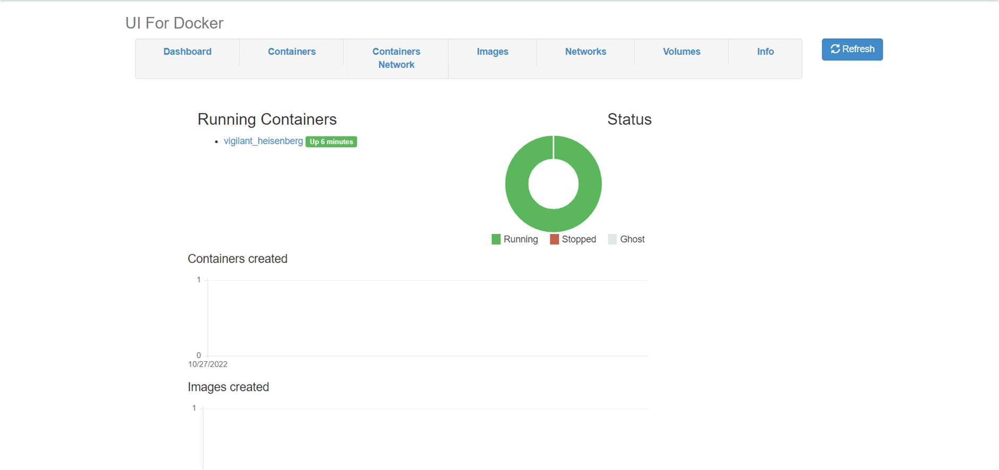 UI For Docker
Dashboard
Containers
Containers
Network
Images
Networks
Volumes
Info
Refresh
Running Containers
vigilant_heisenberg Up 6 minutes
Status
Running
Stopped
Ghost
Containers created
1
0
10/27/2022
Images created
1